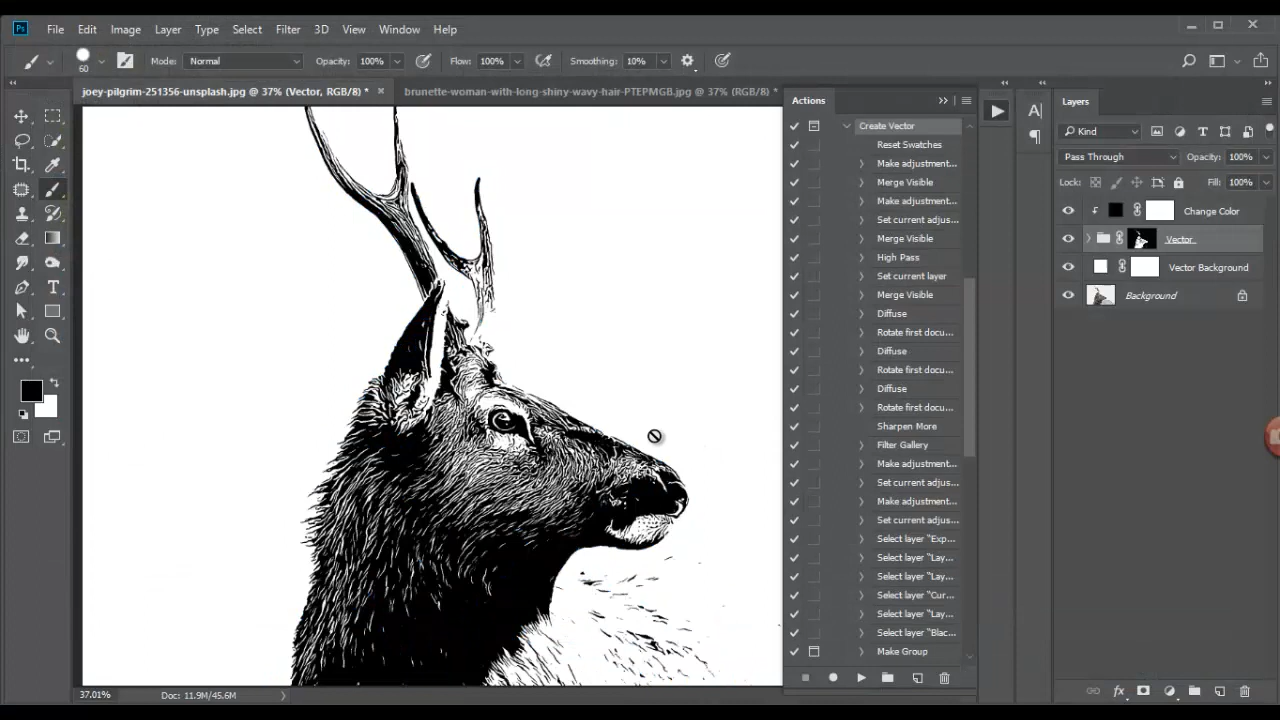 Ps File Edit Image Layer Type Select Filter 3D View Window Help
60 Mode: Normal Opacity: 100% Flow: 100% Smoothing: 10%
joey-pilgrim-251356-unsplash.jpg @ 37% (Vector, RGB/8) * × brunette-woman-with-long-shiny-wavy-hair-PTEPMGB.jpg @ 37% (RGB/8) *
Actions
Create Vector
Reset Swatches
Make adjustment...
Merge Visible
Make adjustment...
Set current adjus...
Merge Visible
High Pass
Set current layer
Merge Visible
Diffuse
Rotate first docu...
Diffuse
Rotate first docu...
Diffuse
Rotate first docu...
Sharpen More
Filter Gallery
Make adjustment...
Set current adjus...
Make adjustment...
Set current adjus...
Select layer "Exp...
Select layer "Lay...
Select layer "Lay...
Select layer "Cur...
Select layer "Lay...
Select layer "Blac...
Make Group
Layers
Kind
Pass Through Opacity: 100%
Lock: Fill: 100%
Change Color
Vector
Vector Background
Background
37.01% Doc: 11.9M/45.6M